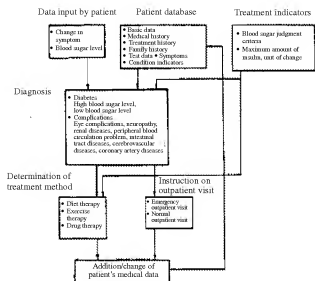 Data input by patient
Patient database
Treatment indicators
• Change in
symptom
• Blood sugar level
• Basic data
• Medical history
• Treatment history
• Family history
• Test data • Symptoms
• Condition indicators
• Blood sugar judgment
criteria
• Maximum amount of
insulin, unit of change
Diagnosis
• Diabetes
High blood sugar level,
low blood sugar level
• Complications
Eye complications, neuropathy,
renal diseases, peripheral blood
circulation problem, intestinal
tract diseases, cerebrovascular
diseases, coronary artery diseases
Determination of
treatment method
Instruction on
outpatient visit
• Diet therapy
• Exercise
therapy
• Drug therapy
• Emergency
outpatient visit
• Normal
outpatient visit
Addition/change of
patient's medical data